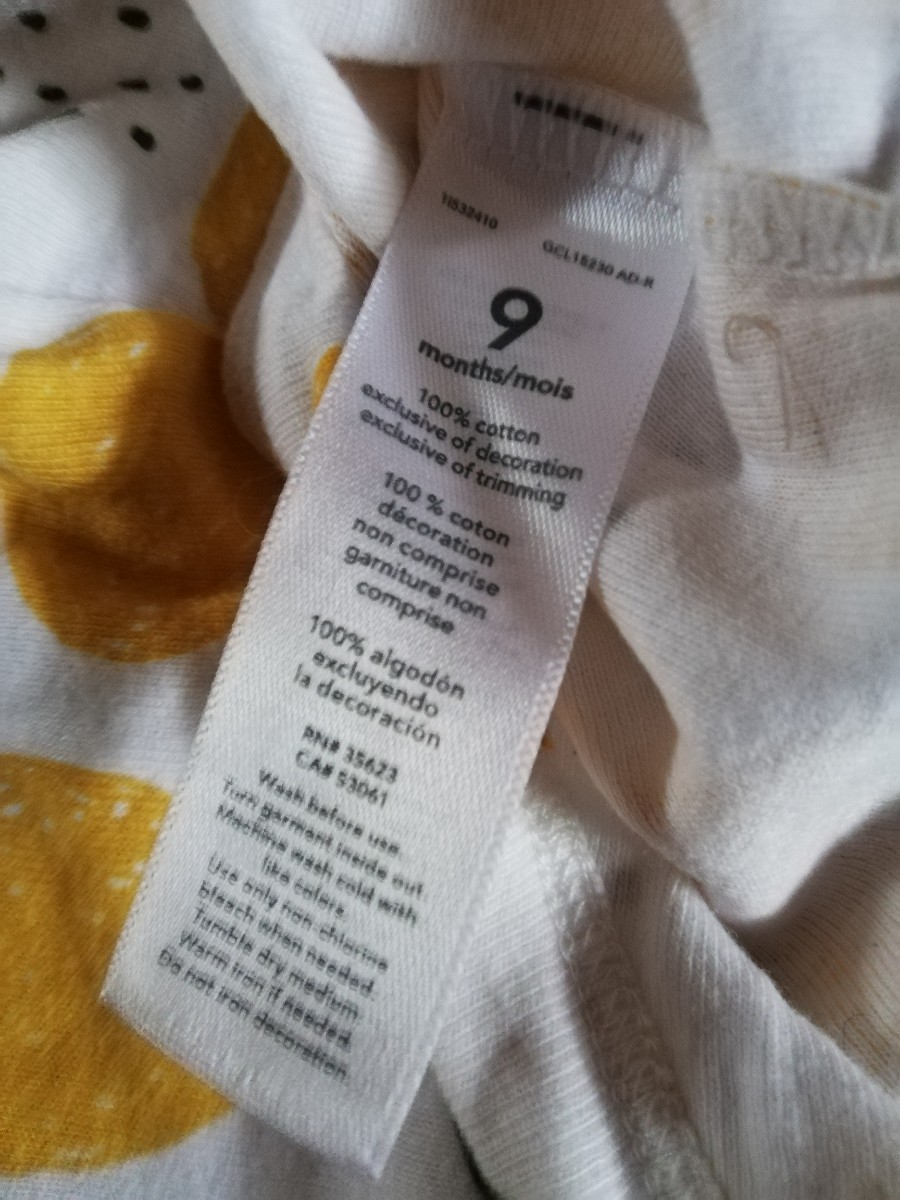 1I532410
GCL18230 AD-R
9
months/mois
100% cotton
exclusive of decoration
exclusive of trimming
100 % coton
décoration
non comprise
garniture non
comprise
100% algodón
excluyendo
la decoración
RN# 35623
CA# 53061
Wash before use.
Turn garment inside out.
Machine wash cold with
like colors.
Use only non-chlorine
bleach when needed.
Tumble dry medium.
Warm iron if needed.
Do not iron decoration.